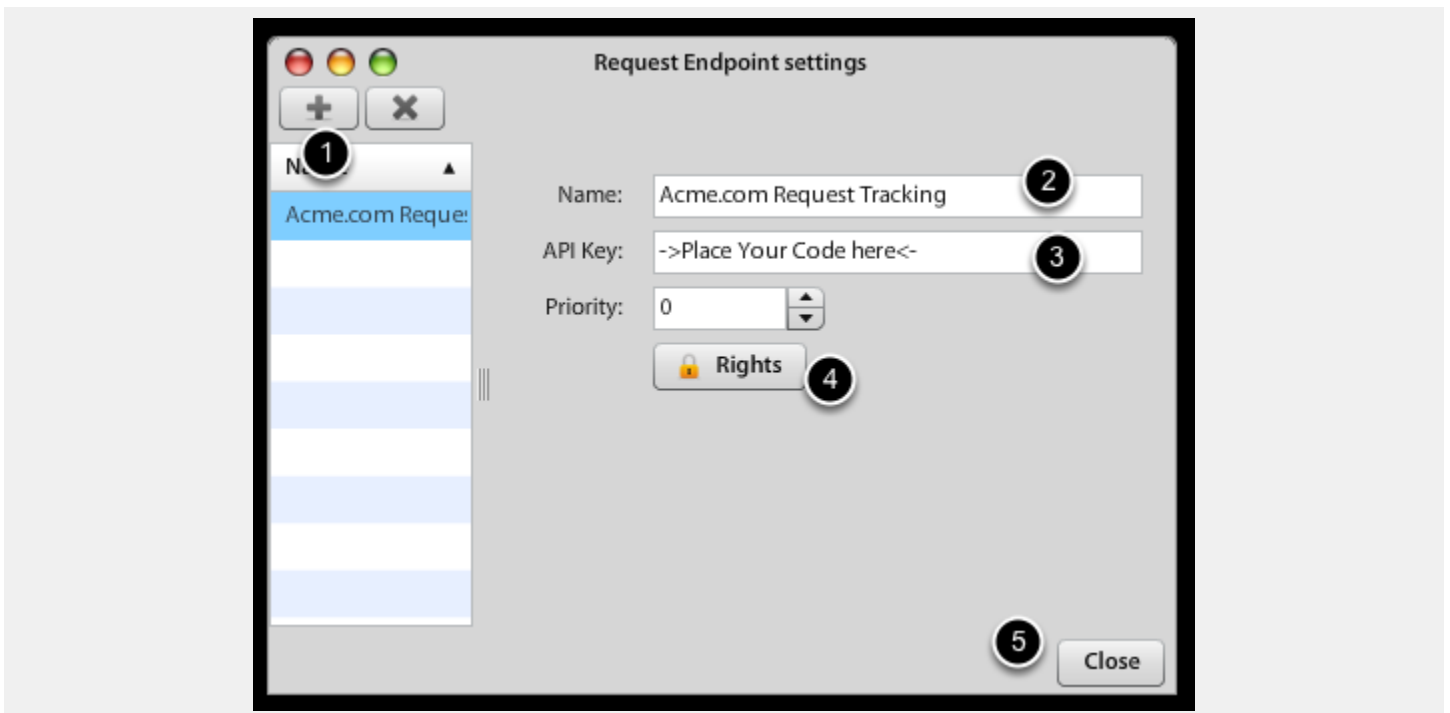 Request Endpoint settings
1
▲
Acme.com Reques
Name: Acme.com Request Tracking 2
API Key: ->Place Your Code here<- 3
Priority: 0
Rights 4
5 Close